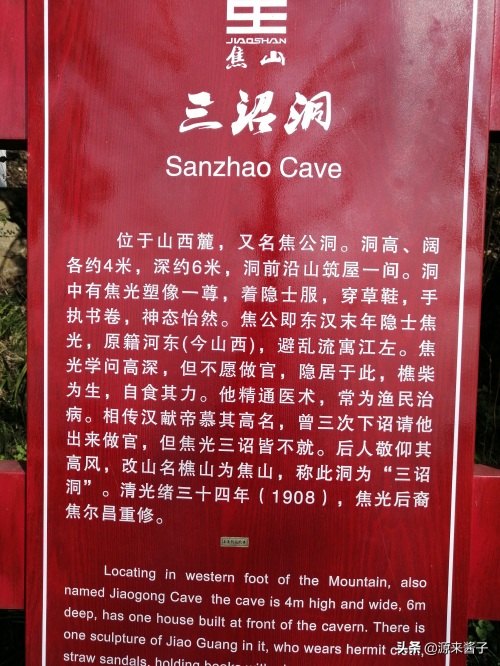 JIAOSHAN
焦山
三诏洞
Sanzhao Cave
位于山西麓，又名焦公洞。洞高、阔
各约4米，深约6米，洞前沿山筑屋一间。洞
中有焦光塑像一尊，着隐士服，穿草鞋，手
执书卷，神态怡然。焦公即东汉末年隐士焦
光，原籍河东(今山西)，避乱流寓江左。焦
光学问高深，但不愿做官，隐居于此，樵柴
为生，自食其力。他精通医术，常为渔民治
病。相传汉献帝慕其高名，曾三次下诏请他
出来做官，但焦光三诏皆不就。后人敬仰其
高风，改山名樵山为焦山，称此洞为“三诏
洞”。清光绪三十四年（1908），焦光后裔
焦尔昌重修。
Locating in western foot of the Mountain, also
named Jiaogong Cave the cave is 4m high and wide, 6m
deep, has one house built at front of the cavern. There is
one sculpture of Jiao Guang in it, who wears hermit
straw sandals, holding books
头条@源来酱子